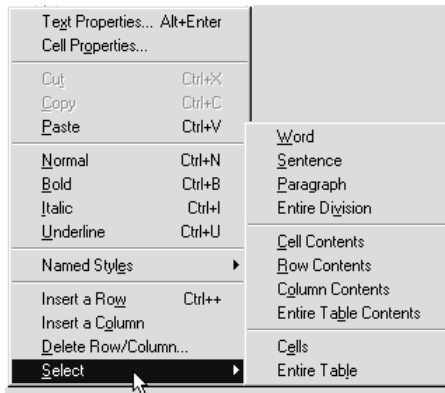 Text Properties... Alt+Enter
Cell Properties...
Cut Ctrl+X
Copy Ctrl+C
Paste Ctrl+V
Normal Ctrl+N
Bold Ctrl+B
Italic Ctrl+I
Underline Ctrl+U
Named Styles
Insert a Row Ctrl++
Insert a Column
Delete Row/Column...
Select
Word
Sentence
Paragraph
Entire Division
Cell Contents
Row Contents
Column Contents
Entire Table Contents
Cells
Entire Table